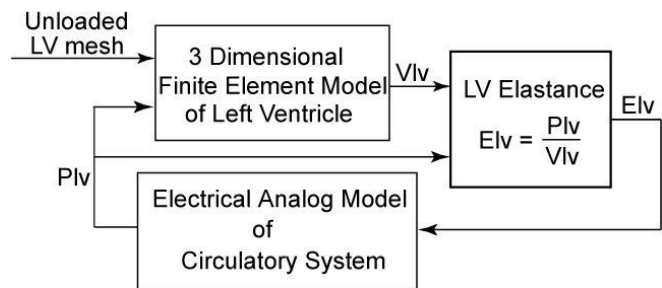 Unloaded
LV mesh
3 Dimensional
Finite Element Model
of Left Ventricle
Vlv
LV Elastance
Elv = Plv
Vlv
Elv
Plv
Electrical Analog Model
of
Circulatory System